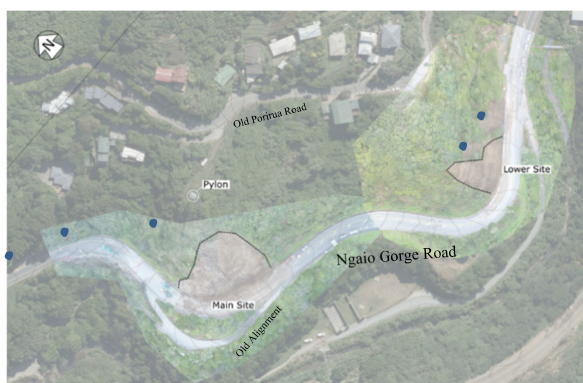 N
Old Porirua Road
Pylon
Lower Site
Ngaio Gorge Road
Main Site
Old Alignment